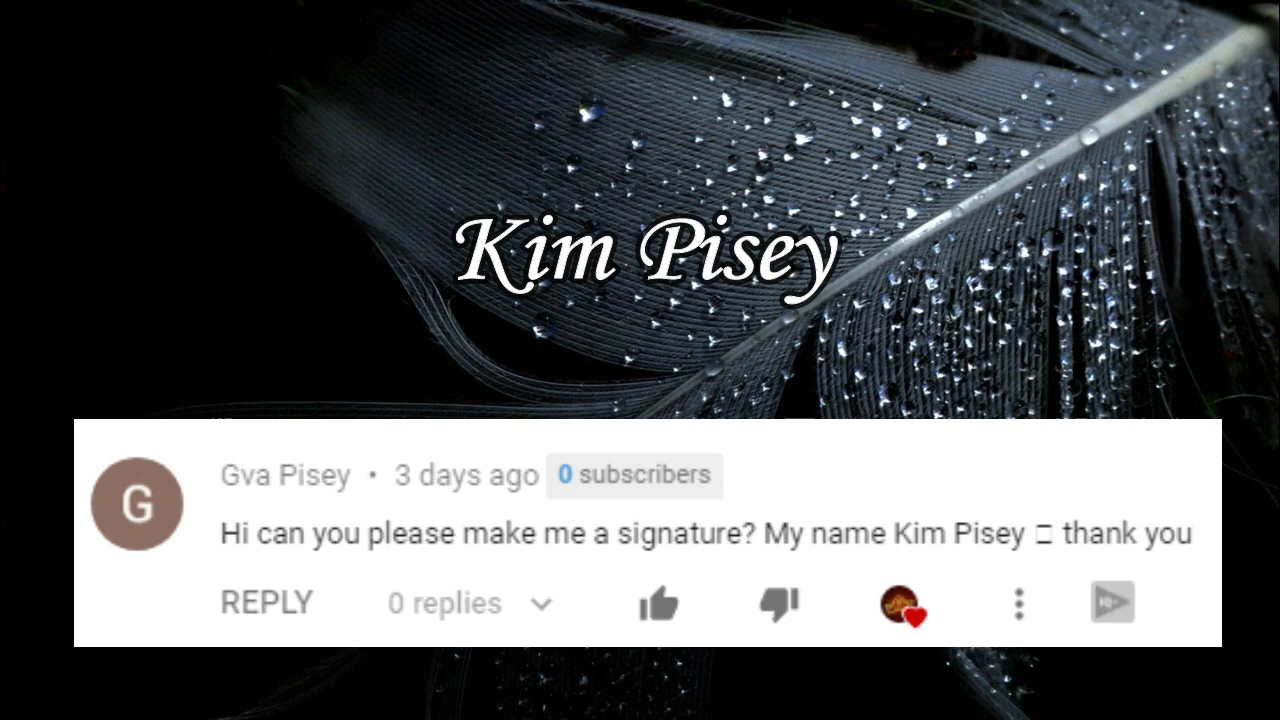 Kim Pisey
G
Gva Pisey • 3 days ago 0 subscribers
Hi can you please make me a signature? My name Kim Pisey □ thank you
REPLY 0 replies